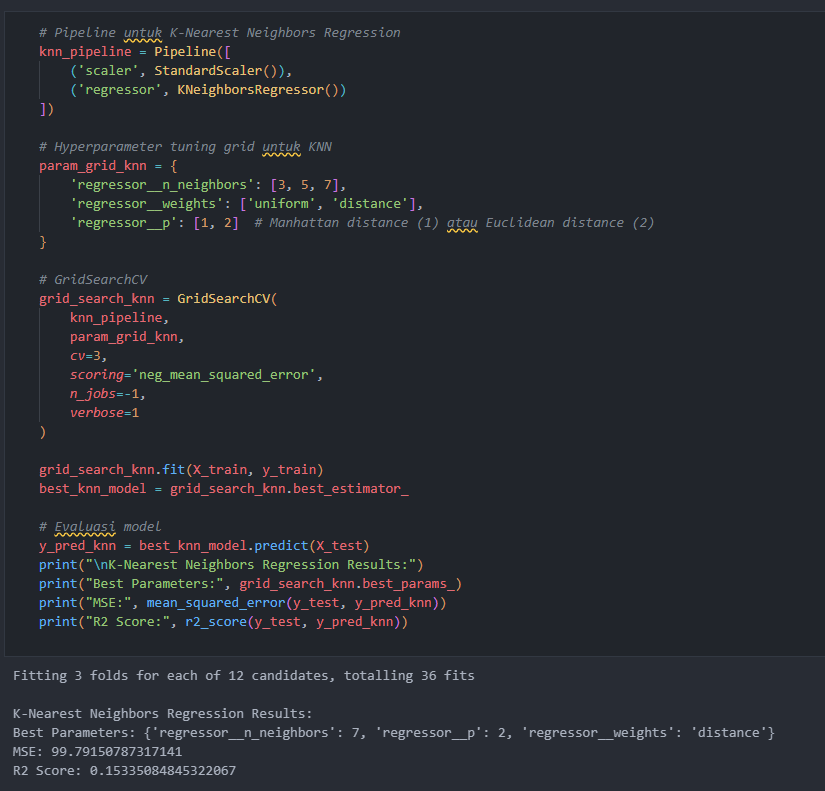 # Pipeline untuk K-Nearest Neighbors Regression
knn_pipeline = Pipeline([
    ('scaler', StandardScaler()),
    ('regressor', KNeighborsRegressor())
])

# Hyperparameter tuning grid untuk KNN
param_grid_knn = {
    'regressor__n_neighbors': [3, 5, 7],
    'regressor__weights': ['uniform', 'distance'],
    'regressor__p': [1, 2]  # Manhattan distance (1) atau Euclidean distance (2)
}

# GridSearchCV
grid_search_knn = GridSearchCV(
    knn_pipeline,
    param_grid_knn,
    cv=3,
    scoring='neg_mean_squared_error',
    n_jobs=-1,
    verbose=1
)

grid_search_knn.fit(X_train, y_train)
best_knn_model = grid_search_knn.best_estimator_

# Evaluasi model
y_pred_knn = best_knn_model.predict(X_test)
print("\nK-Nearest Neighbors Regression Results:")
print("Best Parameters:", grid_search_knn.best_params_)
print("MSE:", mean_squared_error(y_test, y_pred_knn))
print("R2 Score:", r2_score(y_test, y_pred_knn))

Fitting 3 folds for each of 12 candidates, totalling 36 fits

K-Nearest Neighbors Regression Results:
Best Parameters: {'regressor__n_neighbors': 7, 'regressor__p': 2, 'regressor__weights': 'distance'}
MSE: 99.79150787317141
R2 Score: 0.15335084845322067